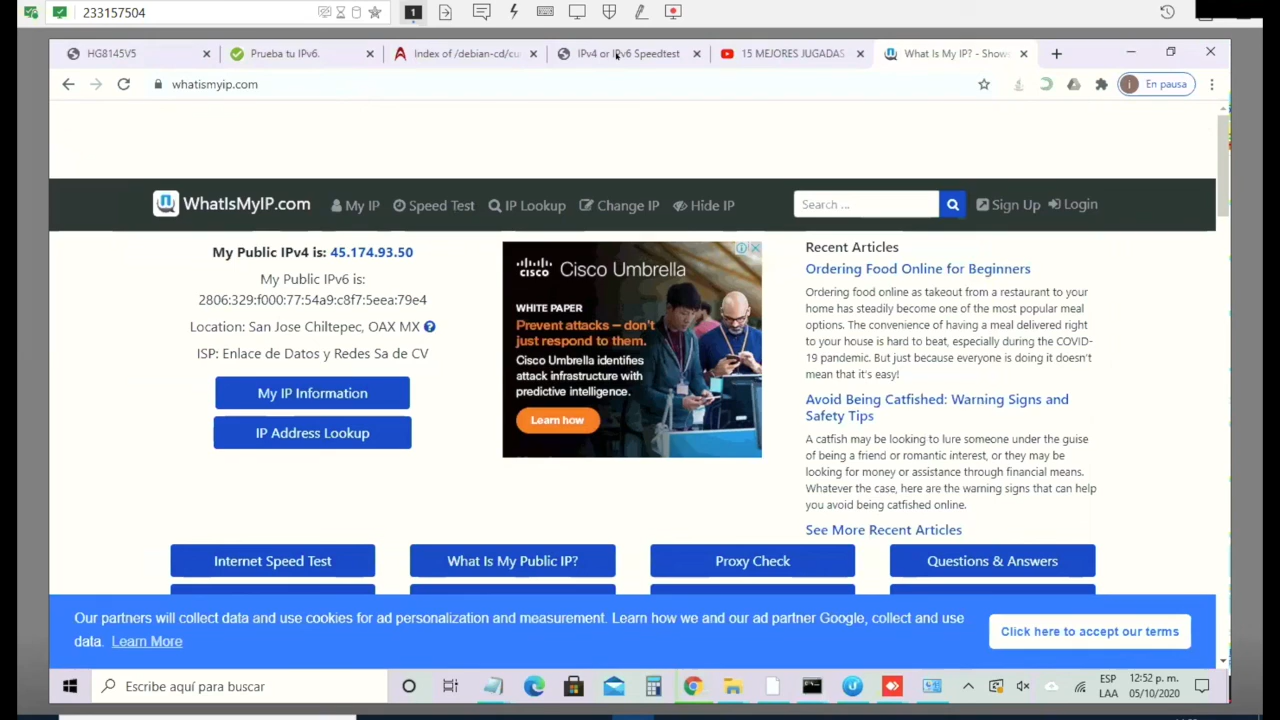 233157504
1
HG8145V5
Prueba tu IPv6.
Index of /debian-cd/cu
IPv4 or IPv6 Speedtest
15 MEJORES JUGADAS
What Is My IP? - Shows
whatismyip.com
i
En pausa
WhatIsMyIP.com
My IP
Speed Test
IP Lookup
Change IP
Hide IP
Search ...
Sign Up
Login
My Public IPv4 is: 45.174.93.50
My Public IPv6 is:
2806:329:f000:77:54a9:c8f7:5eea:79e4
Location: San Jose Chiltepec, OAX MX
ISP: Enlace de Datos y Redes Sa de CV
My IP Information
IP Address Lookup
cisco Cisco Umbrella
WHITE PAPER
Prevent attacks – don't
just respond to them.
Cisco Umbrella identifies
attack infrastructure with
predictive intelligence.
Learn how
Recent Articles
Ordering Food Online for Beginners
Ordering food online as takeout from a restaurant to your
home has steadily become one of the most popular meal
options. The convenience of having a meal delivered right
to your house is hard to beat, especially during the COVID-
19 pandemic. But just because everyone is doing it doesn't
mean that it's easy!
Avoid Being Catfished: Warning Signs and
Safety Tips
A catfish may be looking to lure someone under the guise
of being a friend or romantic interest, or they may be
looking for money or assistance through financial means.
Whatever the case, here are the warning signs that can help
you avoid being catfished online.
See More Recent Articles
Internet Speed Test
What Is My Public IP?
Proxy Check
Questions & Answers
Our partners will collect data and use cookies for ad personalization and measurement. Learn how we and our ad partner Google, collect and use
data. Learn More
Click here to accept our terms
Escribe aquí para buscar
ESP
LAA
12:52 p. m.
05/10/2020